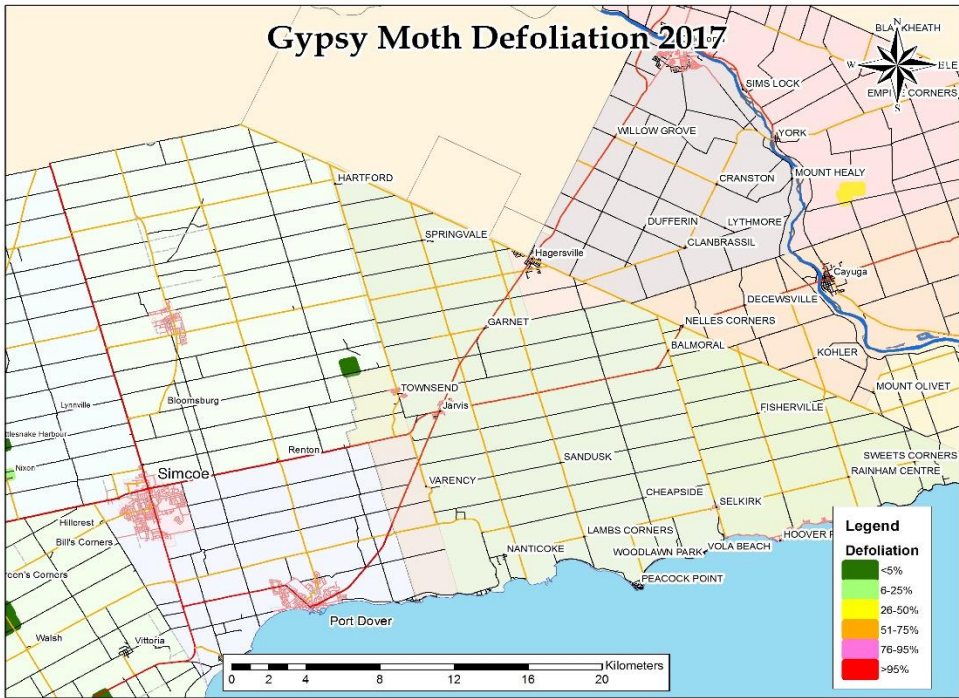 Gypsy Moth Defoliation 2017
BLANKHEATH
N
W
S
SIMS LOCK
EMPIRE CORNERS
WILLOW GROVE
YORK
MOUNT HEALY
HARTFORD
CRANSTON
DUFFERIN
LYTHMORE
SPRINGVALE
CLANBRASSIL
Hagersville
Cayuga
DECEWSVILLE
GARNET
NELLES CORNERS
BALMORAL
KOHLER
TOWNSEND
MOUNT OLIVET
Lynnville
Bloomsburg
Jarvis
FISHERVILLE
Renton
Nixon
Simcoe
SANDUSK
SWEETS CORNERS
RAINHAM CENTRE
VARENCY
CHEAPSIDE
SELKIRK
Hillcrest
Bill's Corners
LAMBS CORNERS
HOOVER
NANTICOKE
WOODLAWN PARK
VOLA BEACH
PEACOCK POINT
Walsh
Port Dover
Vittoria
Kilometers
0 2 4 8 12 16 20
Legend
Defoliation
<5%
6-25%
26-50%
51-75%
76-95%
>95%